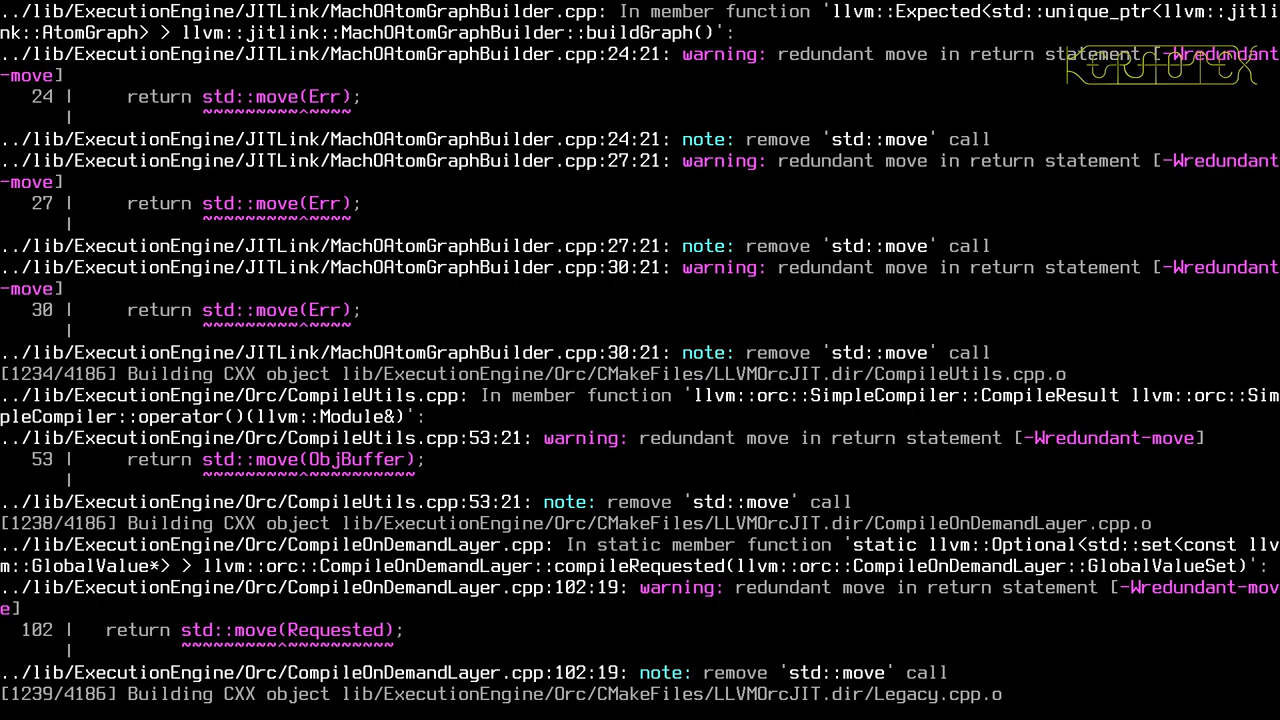 ../lib/ExecutionEngine/JITLink/MachOAtomGraphBuilder.cpp: In member function 'llvm::Expected<std::unique_ptr<llvm::jitli
nk::AtomGraph> > llvm::jitlink::MachOAtomGraphBuilder::buildGraph()':
../lib/ExecutionEngine/JITLink/MachOAtomGraphBuilder.cpp:24:21: warning: redundant move in return statement [-Wredundant
-move]
24 | return std::move(Err);
| ~~~~~~~~~^~~~~
../lib/ExecutionEngine/JITLink/MachOAtomGraphBuilder.cpp:24:21: note: remove 'std::move' call
../lib/ExecutionEngine/JITLink/MachOAtomGraphBuilder.cpp:27:21: warning: redundant move in return statement [-Wredundant
-move]
27 | return std::move(Err);
| ~~~~~~~~~^~~~~
../lib/ExecutionEngine/JITLink/MachOAtomGraphBuilder.cpp:27:21: note: remove 'std::move' call
../lib/ExecutionEngine/JITLink/MachOAtomGraphBuilder.cpp:30:21: warning: redundant move in return statement [-Wredundant
-move]
30 | return std::move(Err);
| ~~~~~~~~~^~~~~
../lib/ExecutionEngine/JITLink/MachOAtomGraphBuilder.cpp:30:21: note: remove 'std::move' call
[1234/4186] Building CXX object lib/ExecutionEngine/Orc/CMakeFiles/LLVMOrcJIT.dir/CompileUtils.cpp.o
../lib/ExecutionEngine/Orc/CompileUtils.cpp: In member function 'llvm::orc::SimpleCompiler::CompileResult llvm::orc::Sim
pleCompiler::operator()(llvm::Module&)':
../lib/ExecutionEngine/Orc/CompileUtils.cpp:53:21: warning: redundant move in return statement [-Wredundant-move]
53 | return std::move(ObjBuffer);
| ~~~~~~~~~^~~~~~~~~~~
../lib/ExecutionEngine/Orc/CompileUtils.cpp:53:21: note: remove 'std::move' call
[1238/4186] Building CXX object lib/ExecutionEngine/Orc/CMakeFiles/LLVMOrcJIT.dir/CompileOnDemandLayer.cpp.o
../lib/ExecutionEngine/Orc/CompileOnDemandLayer.cpp: In static member function 'static llvm::Optional<std::set<const llv
m::GlobalValue*> > llvm::orc::CompileOnDemandLayer::compileRequested(llvm::orc::CompileOnDemandLayer::GlobalValueSet)':
../lib/ExecutionEngine/Orc/CompileOnDemandLayer.cpp:102:19: warning: redundant move in return statement [-Wredundant-mov
e]
102 | return std::move(Requested);
| ~~~~~~~~~^~~~~~~~~~~
../lib/ExecutionEngine/Orc/CompileOnDemandLayer.cpp:102:19: note: remove 'std::move' call
[1239/4186] Building CXX object lib/ExecutionEngine/Orc/CMakeFiles/LLVMOrcJIT.dir/Legacy.cpp.o